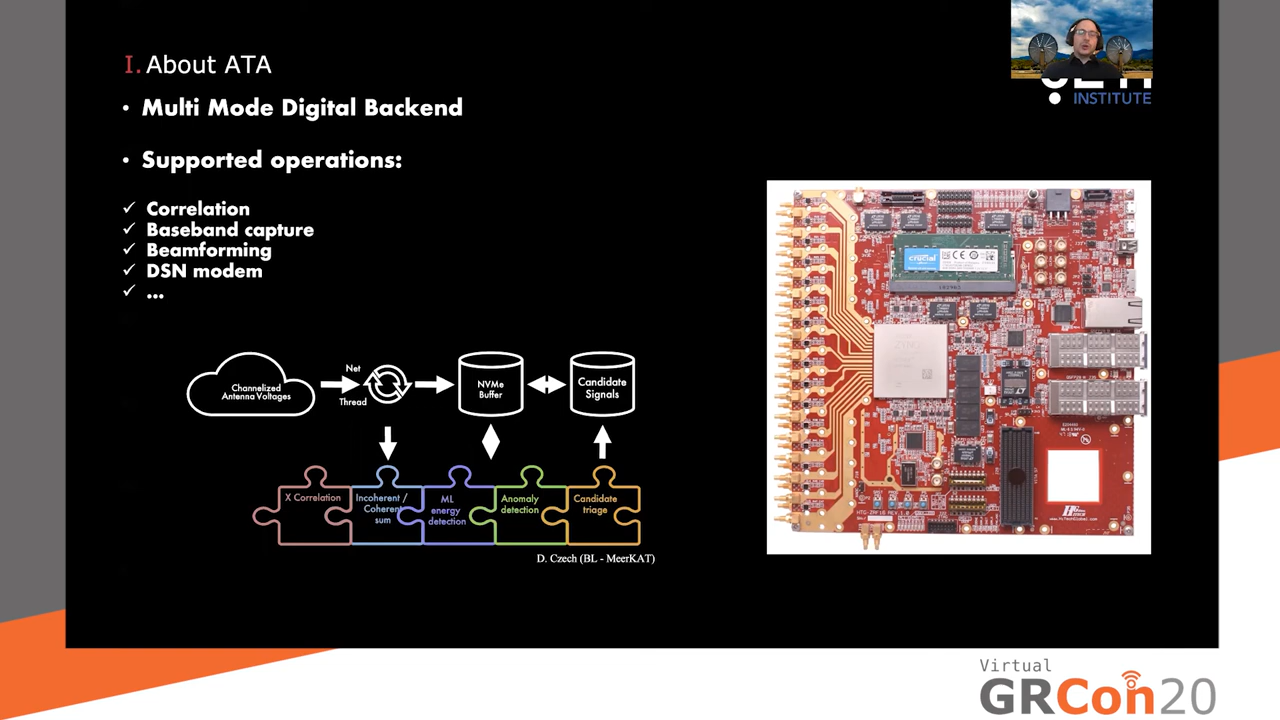 I. About ATA
• Multi Mode Digital Backend
• Supported operations:
✓ Correlation
✓ Baseband capture
✓ Beamforming
✓ DSN modem
✓ ...
INSTITUTE
Channelized
Antenna Voltages
Net
Thread
NVMe
Buffer
Candidate
Signals
X Correlation
Incoherent /
Coherent
sum
ML
energy
detection
Anomaly
detection
Candidate
triage
D. Czech (BL - MeerKAT)
crucial
Virtual
GRCon20